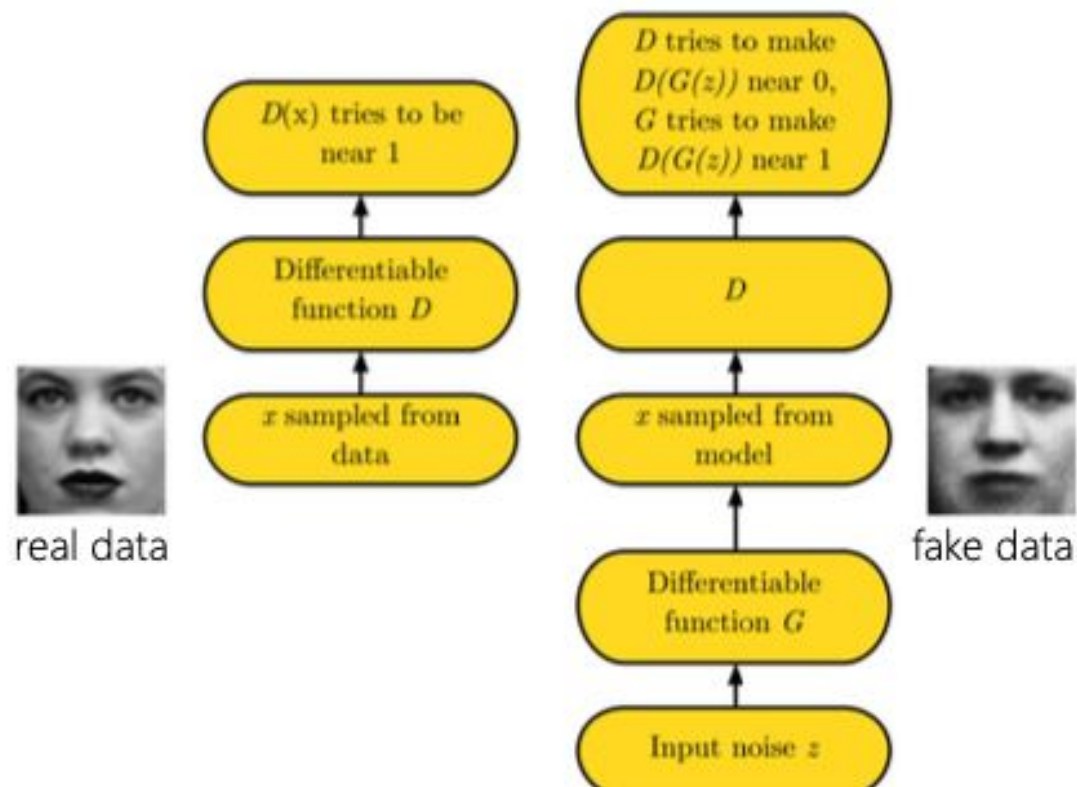 D(x) tries to be
near 1
Differentiable
function D
x sampled from
data
real data
D tries to make
D(G(z)) near 0,
G tries to make
D(G(z)) near 1
D
x sampled from
model
Differentiable
function G
Input noise z
fake data